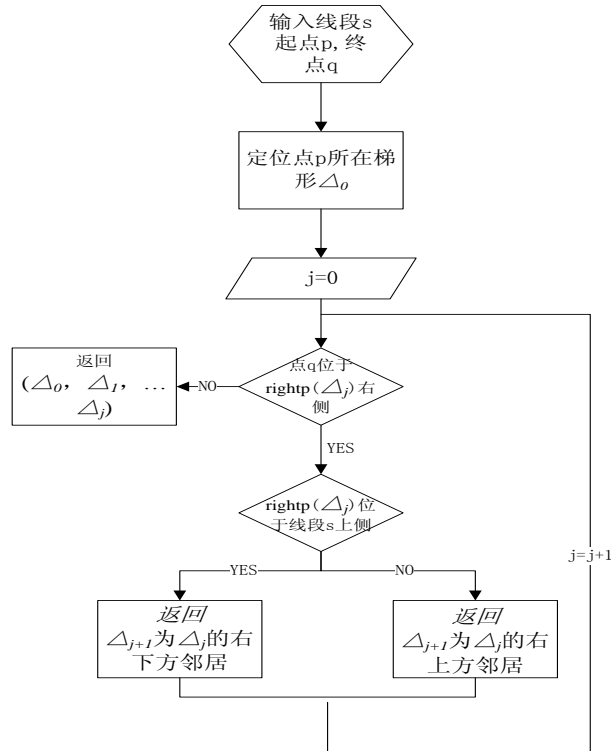 输入线段s
起点p,终
点q
定位点p所在梯
形△0
j=0
点q位于
rightp(△j)右
侧
NO
返回
(△0, △1, …
△j)
YES
rightp(△j)位
于线段s上侧
YES
NO
j=j+1
返回
△j+1为△j的右
下方邻居
返回
△j+1为△j的右
上方邻居